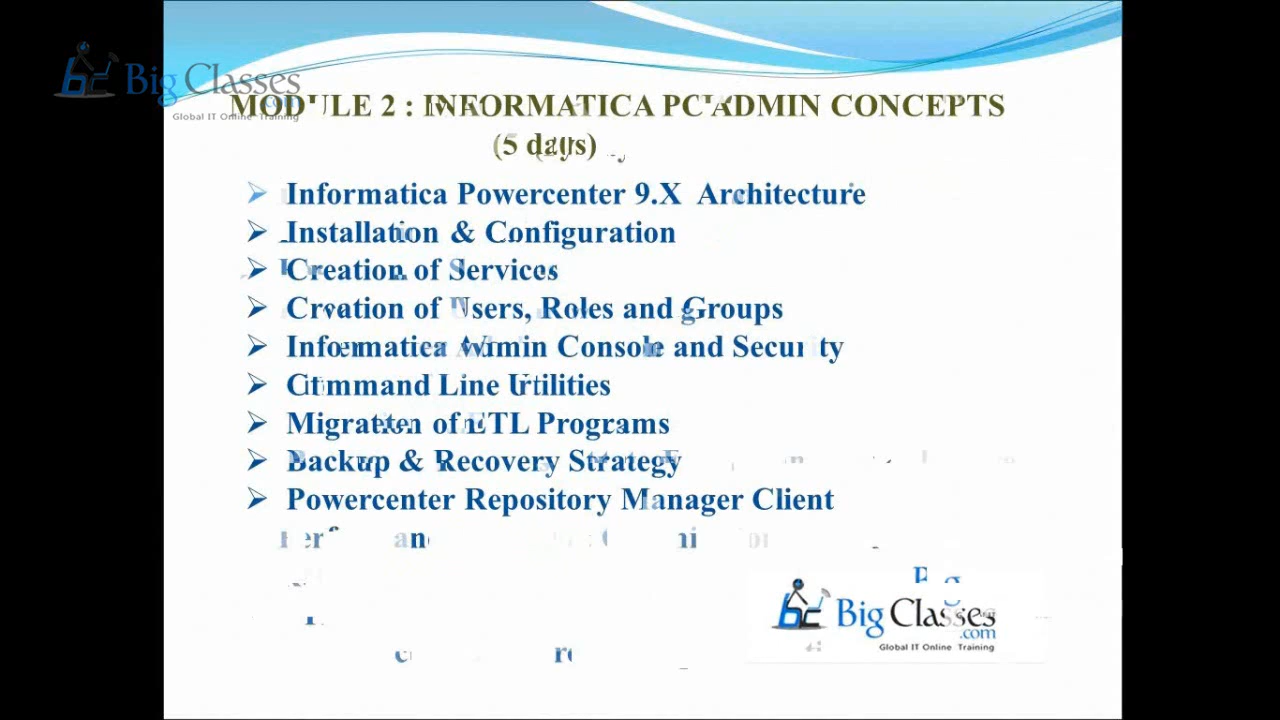 Big Classes
.com
Global IT Online Training
MODULE 2 : INFORMATICA PC ADMIN CONCEPTS
(5 days)
➢ Informatica Powercenter 9.X Architecture
➢ Installation & Configuration
➢ Creation of Services
➢ Creation of Users, Roles and Groups
➢ Informatica Admin Console and Security
➢ Command Line Utilities
➢ Migration of ETL Programs
➢ Backup & Recovery Strategy
➢ Powercenter Repository Manager Client
Big Classes
.com
Global IT Online Training